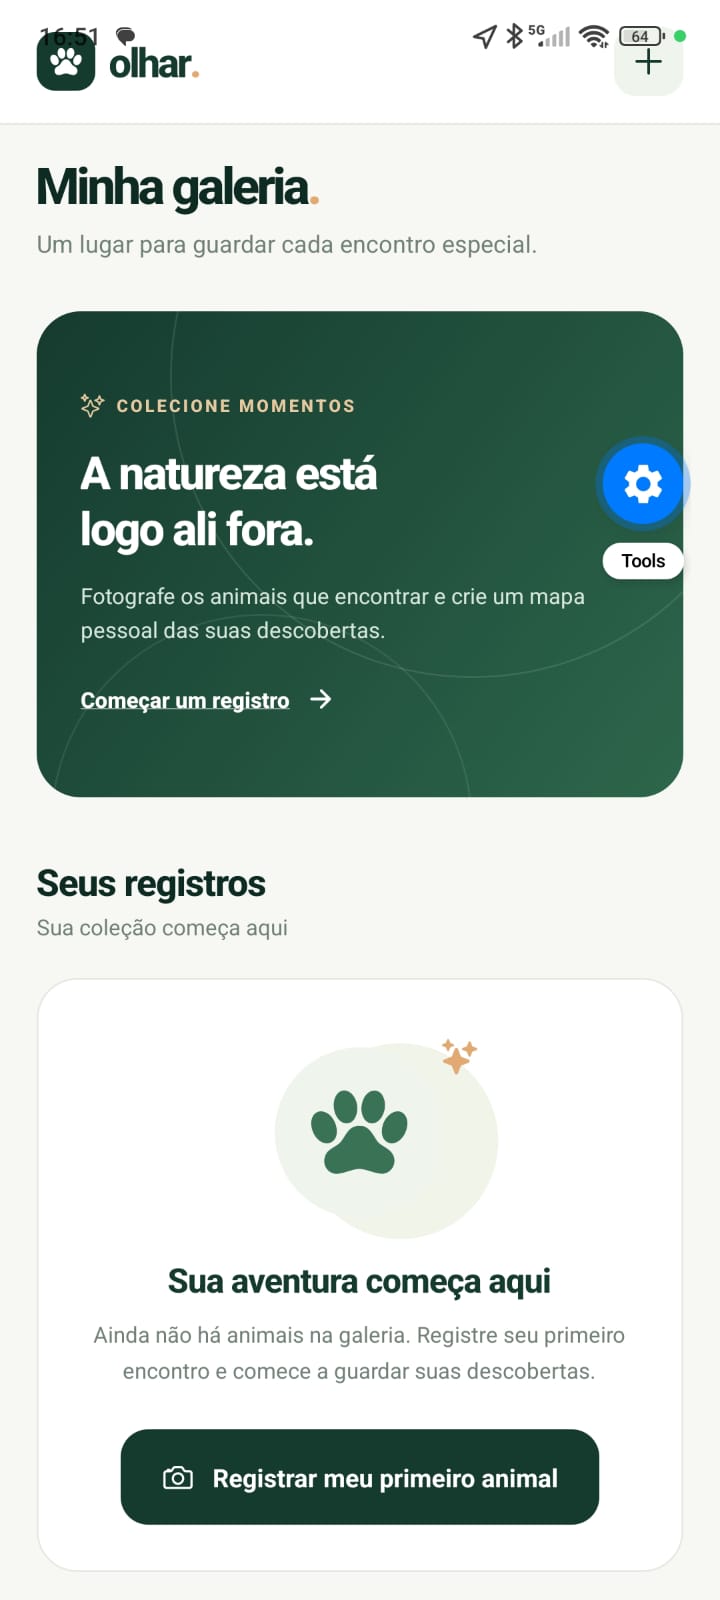 16:51
5G
64
olhar.
Minha galeria.
Um lugar para guardar cada encontro especial.
COLECIONE MOMENTOS
A natureza está
logo ali fora.
Tools
Fotografe os animais que encontrar e crie um mapa
pessoal das suas descobertas.
Começar um registro
Seus registros
Sua coleção começa aqui
Sua aventura começa aqui
Ainda não há animais na galeria. Registre seu primeiro
encontro e comece a guardar suas descobertas.
Registrar meu primeiro animal